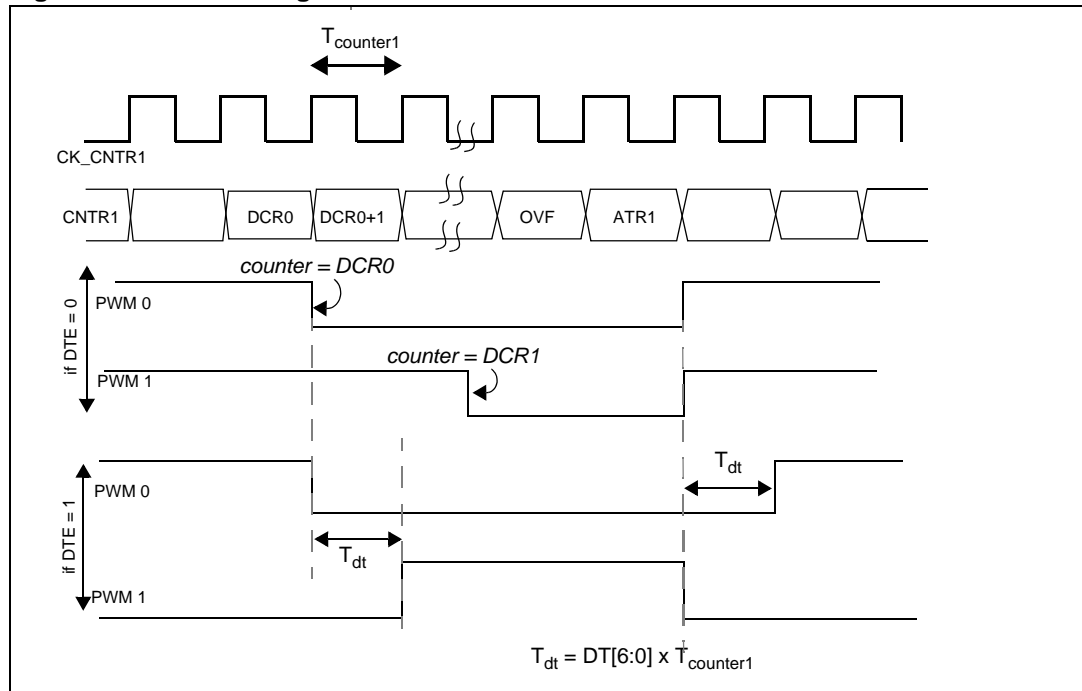 T counter1
CK_CNTR1
CNTR1 DCR0 DCR0+1 OVF ATR1
counter = DCR0
if DTE = 0
PWM 0
counter = DCR1
PWM 1
if DTE = 1
PWM 0
Tdt
Tdt
PWM 1
Tdt = DT[6:0] x Tcounter1